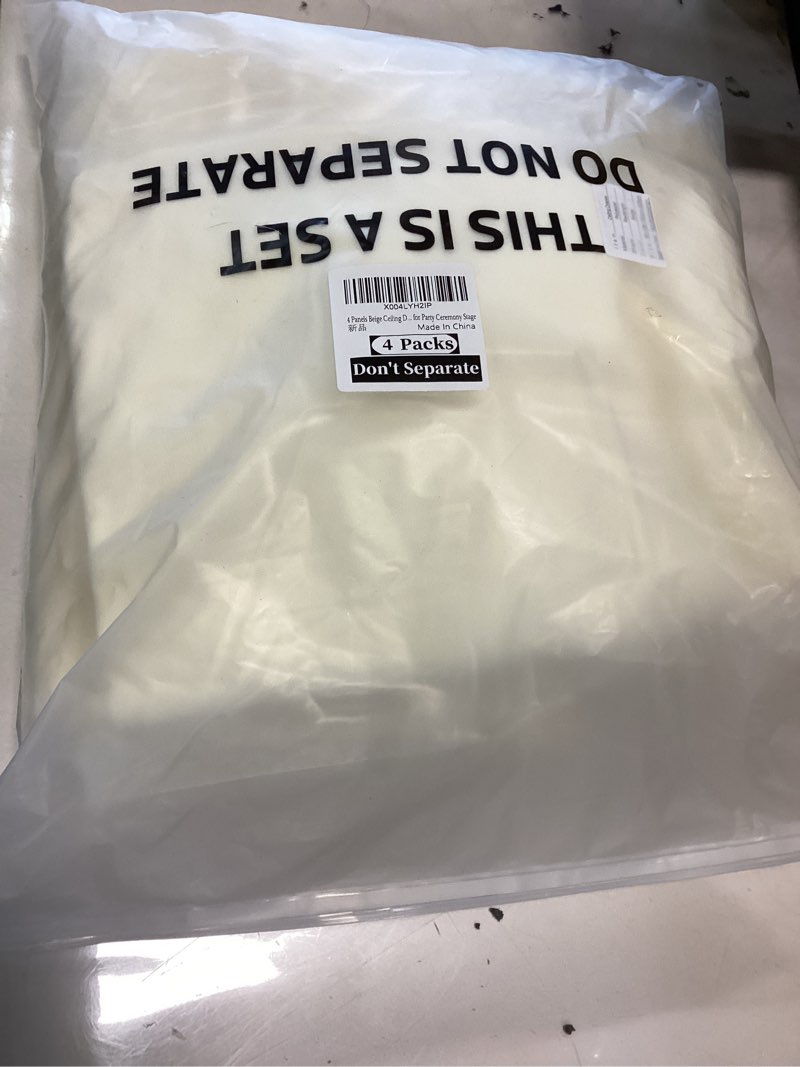 THIS IS A SET
DO NOT SEPARATE
X004LYH2IP
4 Panels Beige Ceiling D ... for Party Ceremony Stage
新品
Made In China
4 Packs
Don't Separate